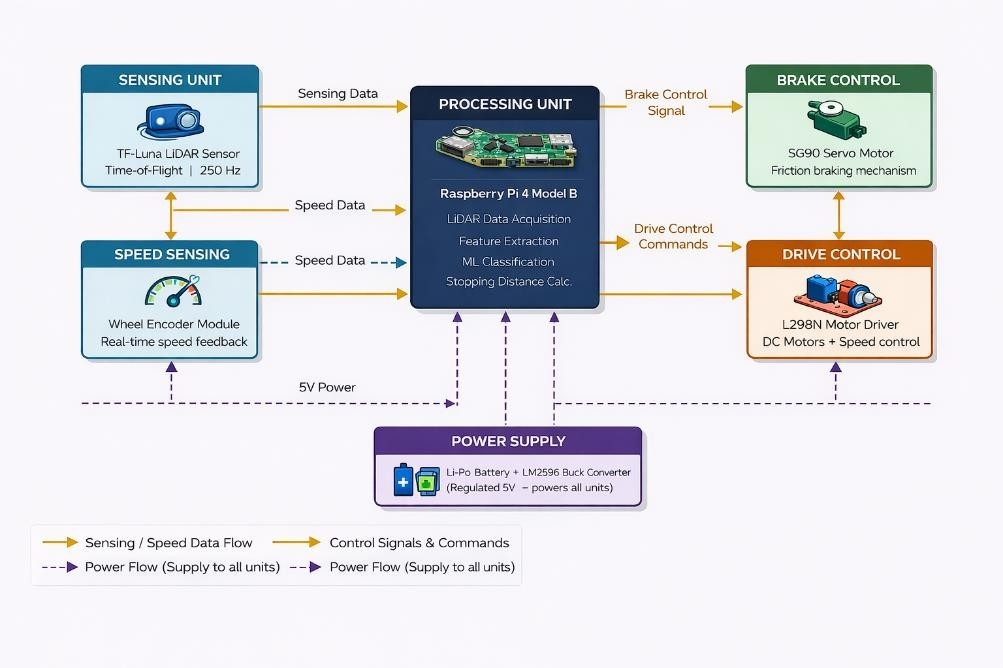 SENSING UNIT
TF-Luna LiDAR Sensor
Time-of-Flight | 250 Hz
Sensing Data
PROCESSING UNIT
Raspberry Pi 4 Model B
LiDAR Data Acquisition
Feature Extraction
ML Classification
Stopping Distance Calc.
Brake Control
Signal
BRAKE CONTROL
SG90 Servo Motor
Friction braking mechanism
Speed Data
SPEED SENSING
Wheel Encoder Module
Real-time speed feedback
Speed Data
Drive Control
Commands
DRIVE CONTROL
L298N Motor Driver
DC Motors + Speed control
5V Power
POWER SUPPLY
Li-Po Battery + LM2596 Buck Converter
(Regulated 5V – powers all units)
Sensing / Speed Data Flow
Control Signals & Commands
Power Flow (Supply to all units)
Power Flow (Supply to all units)